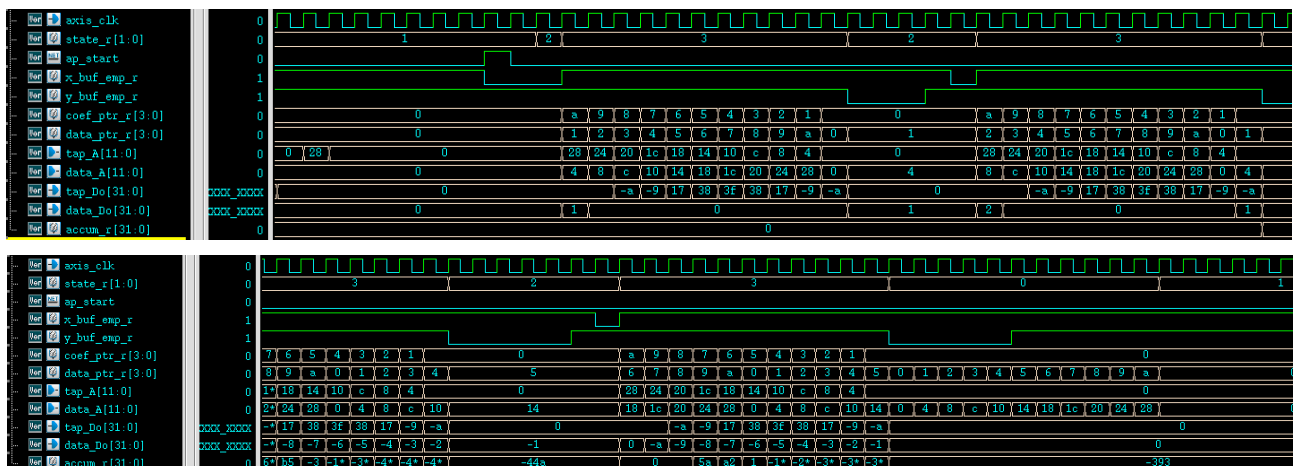 axis_clk 0
state_r[1:0] 0 1 2 3 2 3
ap_start 0
x_buf_emp_r 1
y_buf_emp_r 1
coef_ptr_r[3:0] 0 0 a 9 8 7 6 5 4 3 2 1 0 a 9 8 7 6 5 4 3 2 1
data_ptr_r[3:0] 0 0 1 2 3 4 5 6 7 8 9 a 0 1 2 3 4 5 6 7 8 9 a 0 1
tap_A[11:0] 0 0 28 0 28 24 20 1c 18 14 10 c 8 4 0 28 24 20 1c 18 14 10 c 8 4
data_A[11:0] 0 0 4 8 c 10 14 18 1c 20 24 28 0 4 8 c 10 14 18 1c 20 24 28 0 4
tap_Do[31:0] XXXX_XXXX 0 -a -9 17 38 3f 38 17 -9 -a 0 -a -9 17 38 3f 38 17 -9 -a
data_Do[31:0] XXXX_XXXX 0 1 0 1 2 0 1
accum_r[31:0] 0 0
axis_clk 0
state_r[1:0] 0 3 2 3 0 1
ap_start 0
x_buf_emp_r 1
y_buf_emp_r 1
coef_ptr_r[3:0] 0 7 6 5 4 3 2 1 0 a 9 8 7 6 5 4 3 2 1 0
data_ptr_r[3:0] 0 8 9 a 0 1 2 3 4 5 6 7 8 9 a 0 1 2 3 4 5 0 1 2 3 4 5 6 7 8 9 a 0
tap_A[11:0] 0 1* 18 14 10 c 8 4 0 28 24 20 1c 18 14 10 c 8 4 0
data_A[11:0] 0 2* 24 28 0 4 8 c 10 14 18 1c 20 24 28 0 4 8 c 10 14 0 4 8 c 10 14 18 1c 20 24 28 0
tap_Do[31:0] XXXX_XXXX -* 17 38 3f 38 17 -9 -a 0 -a -9 17 38 3f 38 17 -9 -a 0
data_Do[31:0] XXXX_XXXX -* -8 -7 -6 -5 -4 -3 -2 -1 0 -a -9 -8 -7 -6 -5 -4 -3 -2 -1 0
accum_r[31:0] 0 6* b5 -3 -1* -3* -4* -4* -4* -44a 0 5a a2 1 -1* -2* -3* -3* -3* -393